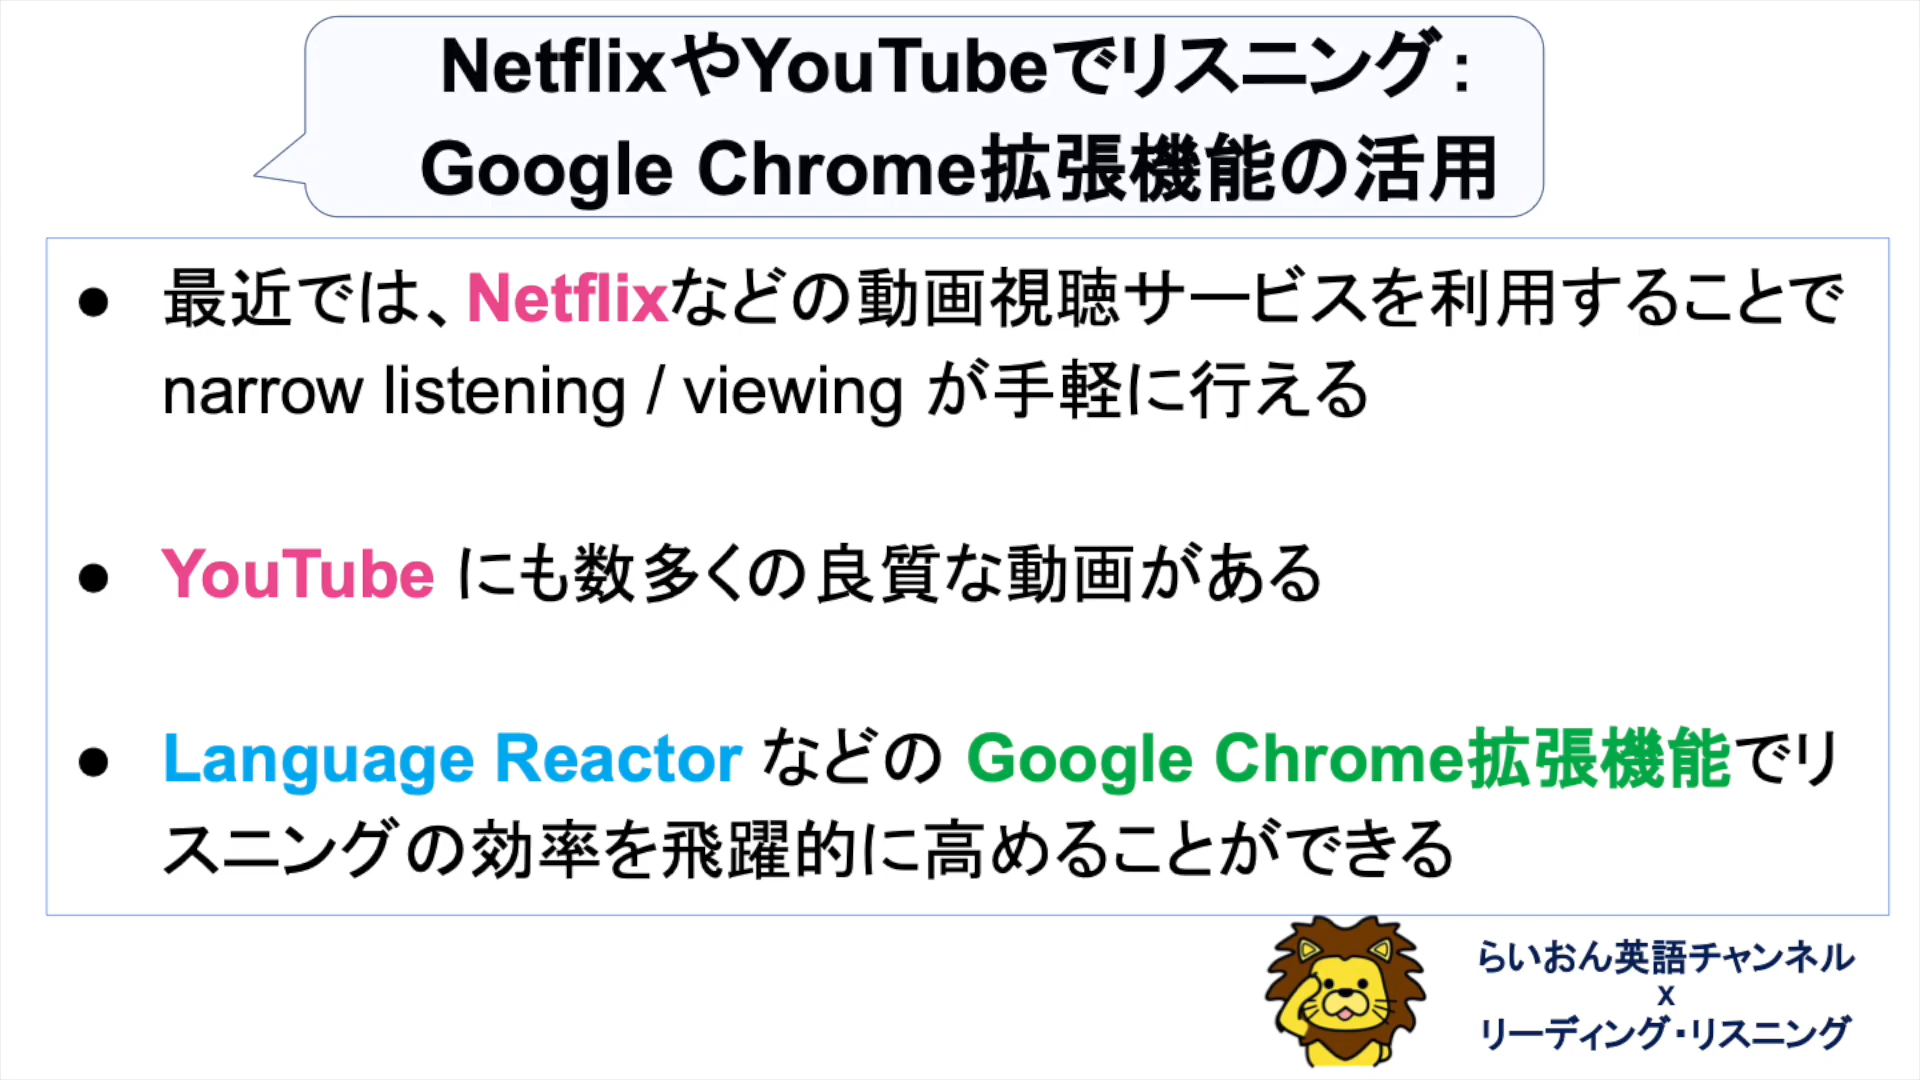 NetflixやYouTubeでリスニング：
Google Chrome拡張機能の活用
● 最近では、Netflixなどの動画視聴サービスを利用することで
narrow listening / viewing が手軽に行える
● YouTube にも数多くの良質な動画がある
● Language Reactor などの Google Chrome拡張機能でリ
スニングの効率を飛躍的に高めることができる
らいおん英語チャンネル
x
リーディング・リスニング